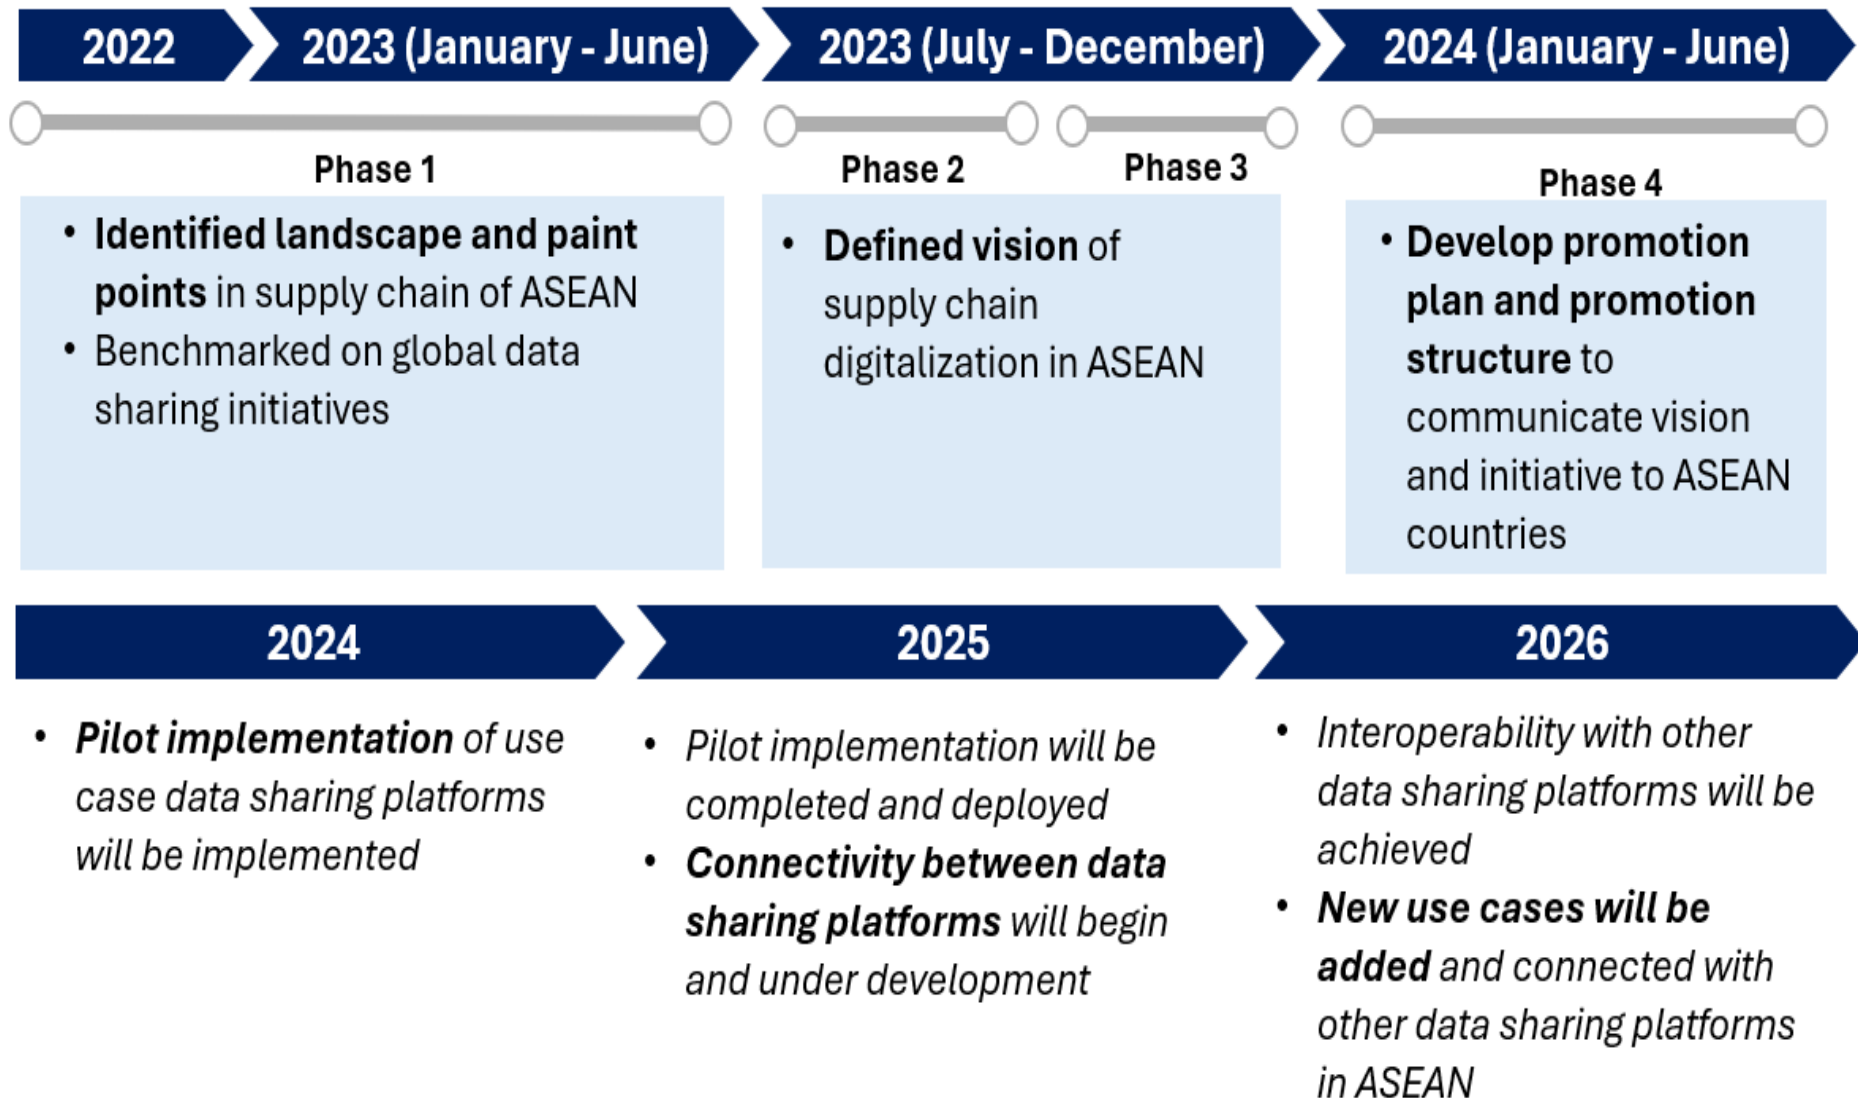 2022
2023 (January - June)
2023 (July - December)
2024 (January - June)
Phase 1
Phase 2
Phase 3
Phase 4
• Identified landscape and paint
points in supply chain of ASEAN
• Benchmarked on global data
sharing initiatives
• Defined vision of
supply chain
digitalization in ASEAN
• Develop promotion
plan and promotion
structure to
communicate vision
and initiative to ASEAN
countries
2024
2025
2026
• Pilot implementation of use
case data sharing platforms
will be implemented
• Pilot implementation will be
completed and deployed
• Connectivity between data
sharing platforms will begin
and under development
• Interoperability with other
data sharing platforms will be
achieved
• New use cases will be
added and connected with
other data sharing platforms
in ASEAN